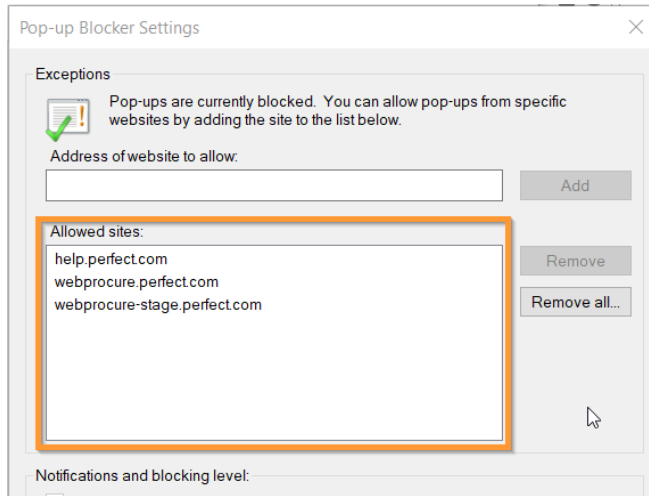 Pop-up Blocker Settings
Exceptions
Pop-ups are currently blocked. You can allow pop-ups from specific
websites by adding the site to the list below.
Address of website to allow:
Add
Allowed sites:
help.perfect.com
Remove
webprocure.perfect.com
webprocure-stage.perfect.com
Remove all...
Notifications and blocking level: